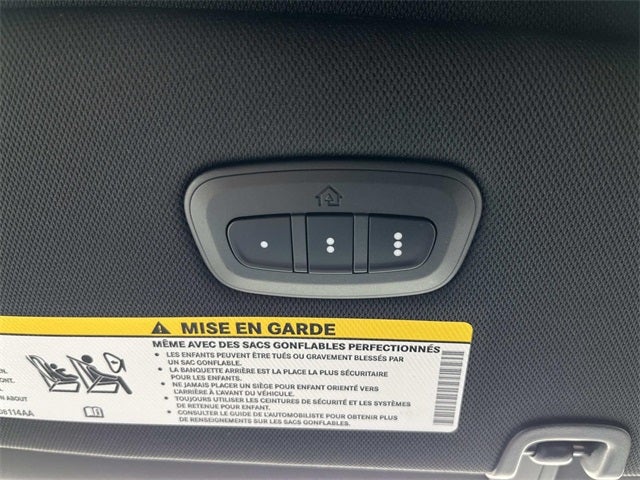 MISE EN GARDE
MÊME AVEC DES SACS GONFLABLES PERFECTIONNÉS
• LES ENFANTS PEUVENT ÊTRE TUÉS OU GRAVEMENT BLESSÉS PAR
UN SAC GONFLABLE.
• LA BANQUETTE ARRIÈRE EST LA PLACE LA PLUS SÉCURITAIRE
POUR LES ENFANTS.
• NE JAMAIS PLACER UN SIÈGE POUR ENFANT ORIENTÉ VERS
L'ARRIÈRE À L'AVANT DU VÉHICULE.
• TOUJOURS UTILISER LES CEINTURES DE SÉCURITÉ ET LES SYSTÈMES
DE RETENUE POUR ENFANT.
• CONSULTER LE GUIDE DE L'AUTOMOBILISTE POUR OBTENIR PLUS
DE RENSEIGNEMENTS SUR LES SACS GONFLABLES.
ABOUT
6114AA